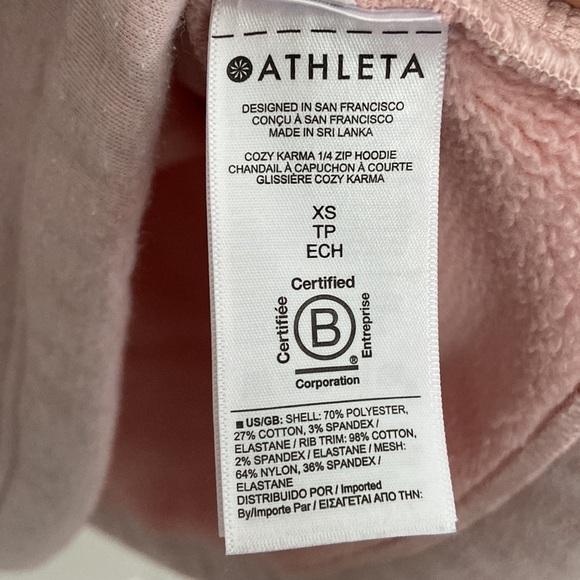 ATHLETA
DESIGNED IN SAN FRANCISCO
CONÇU À SAN FRANCISCO
MADE IN SRI LANKA
COZY KARMA 1/4 ZIP HOODIE
CHANDAIL À CAPUCHON À COURTE
GLISSIÈRE COZY KARMA
XS
TP
ECH
Certified
Certifiée
B
Entreprise
®
Corporation
US/GB: SHELL: 70% POLYESTER,
27% COTTON, 3% SPANDEX /
ELASTANE / RIB TRIM: 98% COTTON,
2% SPANDEX / ELASTANE / MESH:
64% NYLON, 36% SPANDEX /
ELASTANE
DISTRIBUIDO POR / Imported
By/Importe Par / ΕΙΣΑΓΕΤΑΙ ΑΠΟ ΤΗΝ: